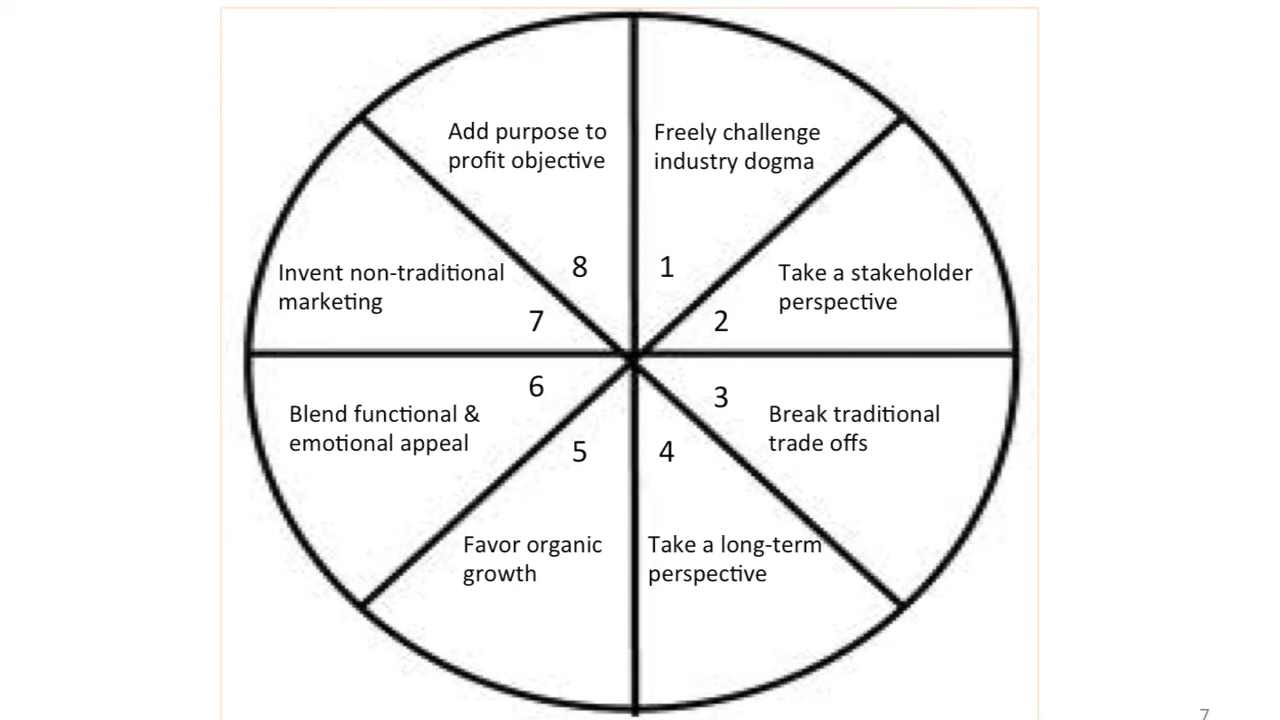 Freely challenge
industry dogma
1
Take a stakeholder
perspective
2
3
Break traditional
trade offs
4
Take a long-term
perspective
5
Favor organic
growth
6
Blend functional &
emotional appeal
Invent non-traditional
marketing
7
Add purpose to
profit objective
8
7